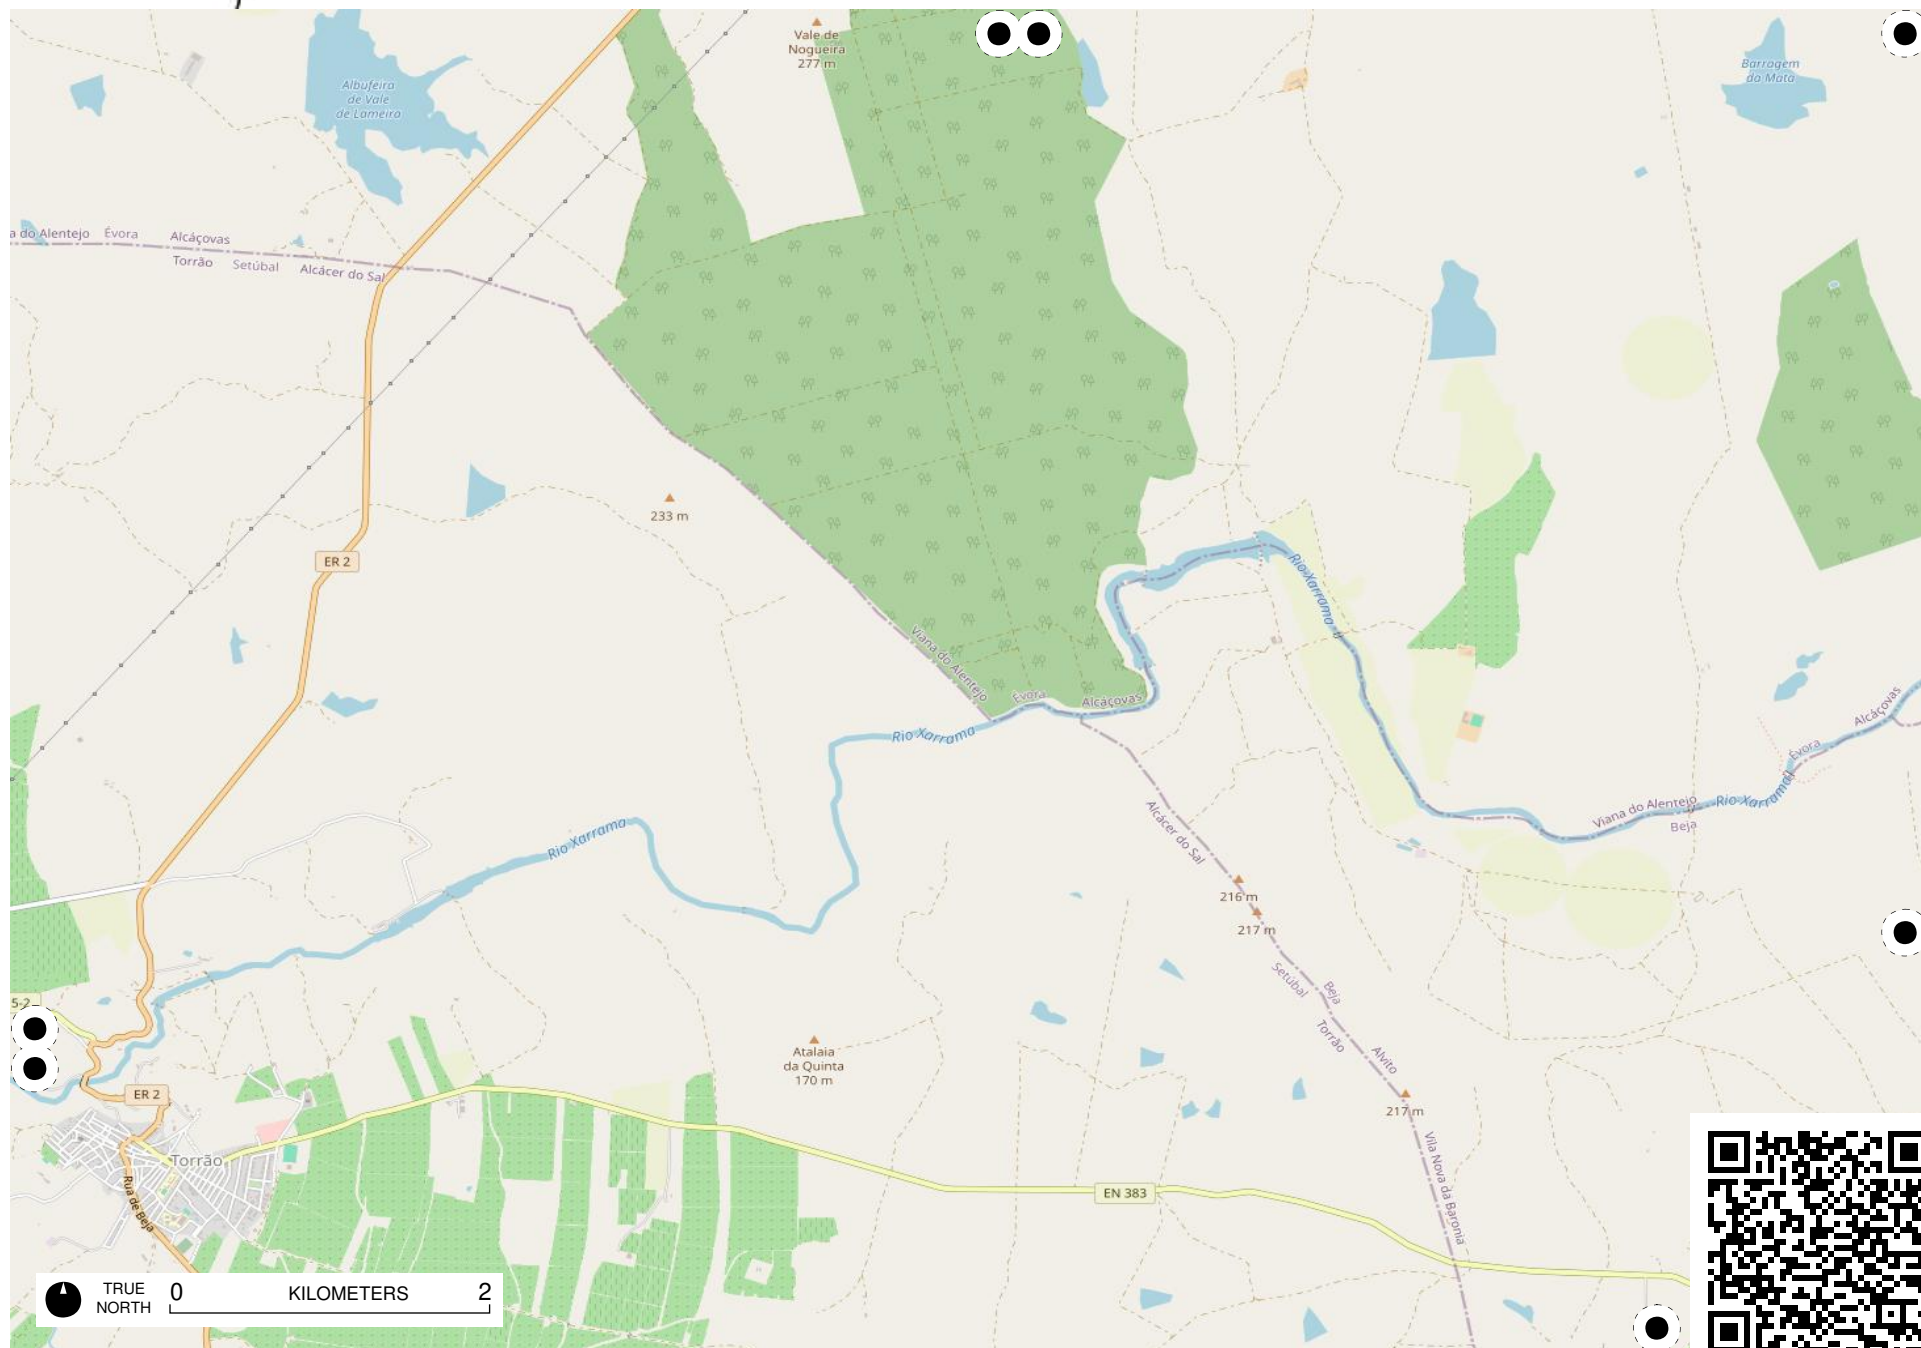 Vale de
Nogueira
277 m
Albufeira
de Vale
de Lameira
Barragem
da Mata
a do Alentejo Évora Alcáçovas
Torrão Setúbal Alcácer do Sal
233 m
ER 2
Rio Xarrama
Viana do Alentejo
Évora
Alcáçovas
Rio Xarrama
Alcáçovas
Évora
Rio Xarrama
Viana do Alentejo
Beja
Rio Xarrama
Alcácer do Sal
216 m
217 m
Setúbal
Beja
Torrão
Alvito
5-2
Atalaia
da Quinta
170 m
ER 2
217 m
Vila Nova da Baronia
Torrão
Rua de Beja
EN 383
TRUE
NORTH
0 KILOMETERS 2